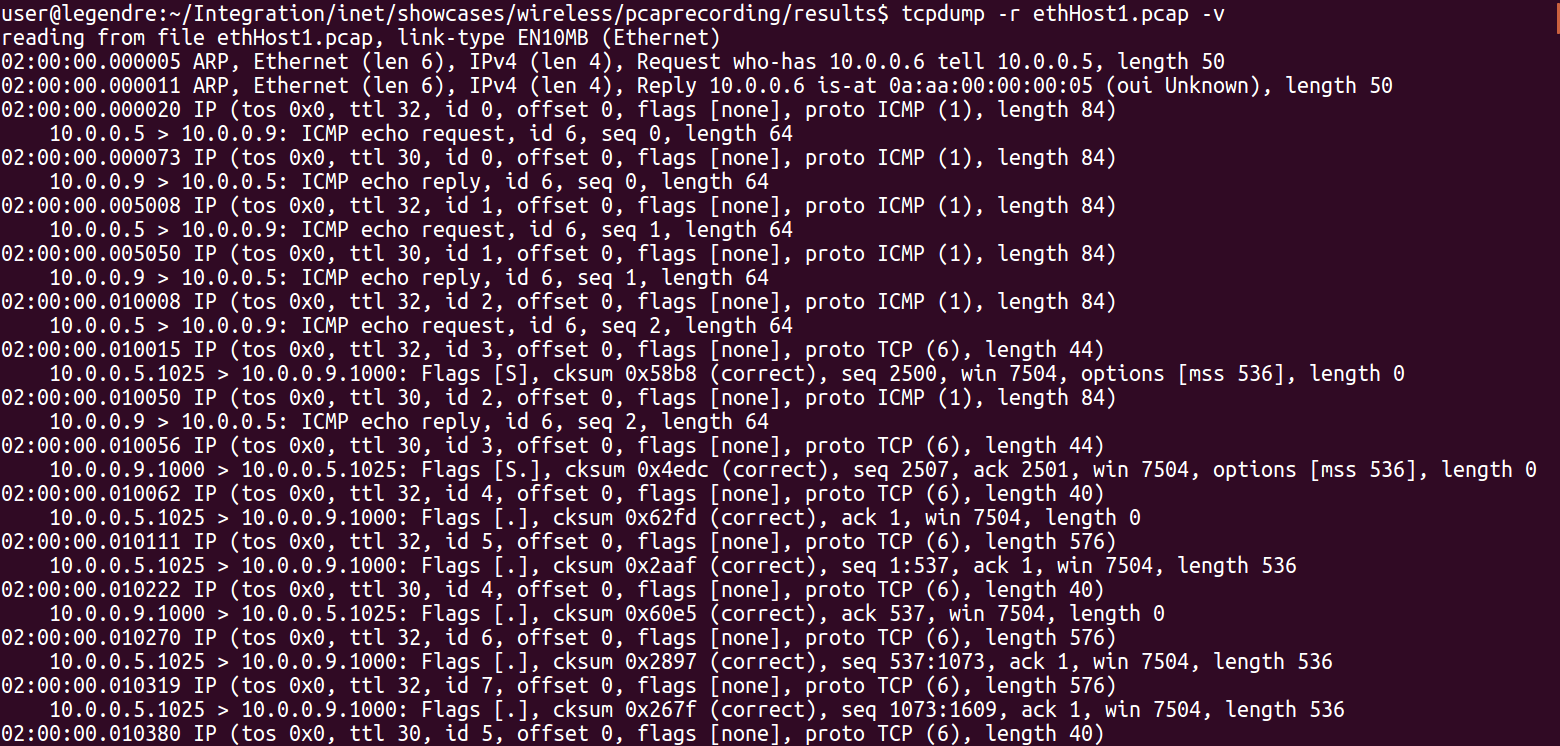 user@legendre:~/Integration/inet/showcases/wireless/pcaprecording/results$ tcpdump -r ethHost1.pcap -v
reading from file ethHost1.pcap, link-type EN10MB (Ethernet)
02:00:00.000005 ARP, Ethernet (len 6), IPv4 (len 4), Request who-has 10.0.0.6 tell 10.0.0.5, length 50
02:00:00.000011 ARP, Ethernet (len 6), IPv4 (len 4), Reply 10.0.0.6 is-at 0a:aa:00:00:00:05 (oui Unknown), length 50
02:00:00.000020 IP (tos 0x0, ttl 32, id 0, offset 0, flags [none], proto ICMP (1), length 84)
    10.0.0.5 > 10.0.0.9: ICMP echo request, id 6, seq 0, length 64
02:00:00.000073 IP (tos 0x0, ttl 30, id 0, offset 0, flags [none], proto ICMP (1), length 84)
    10.0.0.9 > 10.0.0.5: ICMP echo reply, id 6, seq 0, length 64
02:00:00.005008 IP (tos 0x0, ttl 32, id 1, offset 0, flags [none], proto ICMP (1), length 84)
    10.0.0.5 > 10.0.0.9: ICMP echo request, id 6, seq 1, length 64
02:00:00.005050 IP (tos 0x0, ttl 30, id 1, offset 0, flags [none], proto ICMP (1), length 84)
    10.0.0.9 > 10.0.0.5: ICMP echo reply, id 6, seq 1, length 64
02:00:00.010008 IP (tos 0x0, ttl 32, id 2, offset 0, flags [none], proto ICMP (1), length 84)
    10.0.0.5 > 10.0.0.9: ICMP echo request, id 6, seq 2, length 64
02:00:00.010015 IP (tos 0x0, ttl 32, id 3, offset 0, flags [none], proto TCP (6), length 44)
    10.0.0.5.1025 > 10.0.0.9.1000: Flags [S], cksum 0x58b8 (correct), seq 2500, win 7504, options [mss 536], length 0
02:00:00.010050 IP (tos 0x0, ttl 30, id 2, offset 0, flags [none], proto ICMP (1), length 84)
    10.0.0.9 > 10.0.0.5: ICMP echo reply, id 6, seq 2, length 64
02:00:00.010056 IP (tos 0x0, ttl 30, id 3, offset 0, flags [none], proto TCP (6), length 44)
    10.0.0.9.1000 > 10.0.0.5.1025: Flags [S.], cksum 0x4edc (correct), seq 2507, ack 2501, win 7504, options [mss 536], length 0
02:00:00.010062 IP (tos 0x0, ttl 32, id 4, offset 0, flags [none], proto TCP (6), length 40)
    10.0.0.5.1025 > 10.0.0.9.1000: Flags [.], cksum 0x62fd (correct), ack 1, win 7504, length 0
02:00:00.010111 IP (tos 0x0, ttl 32, id 5, offset 0, flags [none], proto TCP (6), length 576)
    10.0.0.5.1025 > 10.0.0.9.1000: Flags [.], cksum 0x2aaf (correct), seq 1:537, ack 1, win 7504, length 536
02:00:00.010222 IP (tos 0x0, ttl 30, id 4, offset 0, flags [none], proto TCP (6), length 40)
    10.0.0.9.1000 > 10.0.0.5.1025: Flags [.], cksum 0x60e5 (correct), ack 537, win 7504, length 0
02:00:00.010270 IP (tos 0x0, ttl 32, id 6, offset 0, flags [none], proto TCP (6), length 576)
    10.0.0.5.1025 > 10.0.0.9.1000: Flags [.], cksum 0x2897 (correct), seq 537:1073, ack 1, win 7504, length 536
02:00:00.010319 IP (tos 0x0, ttl 32, id 7, offset 0, flags [none], proto TCP (6), length 576)
    10.0.0.5.1025 > 10.0.0.9.1000: Flags [.], cksum 0x267f (correct), seq 1073:1609, ack 1, win 7504, length 536
02:00:00.010380 IP (tos 0x0, ttl 30, id 5, offset 0, flags [none], proto TCP (6), length 40)